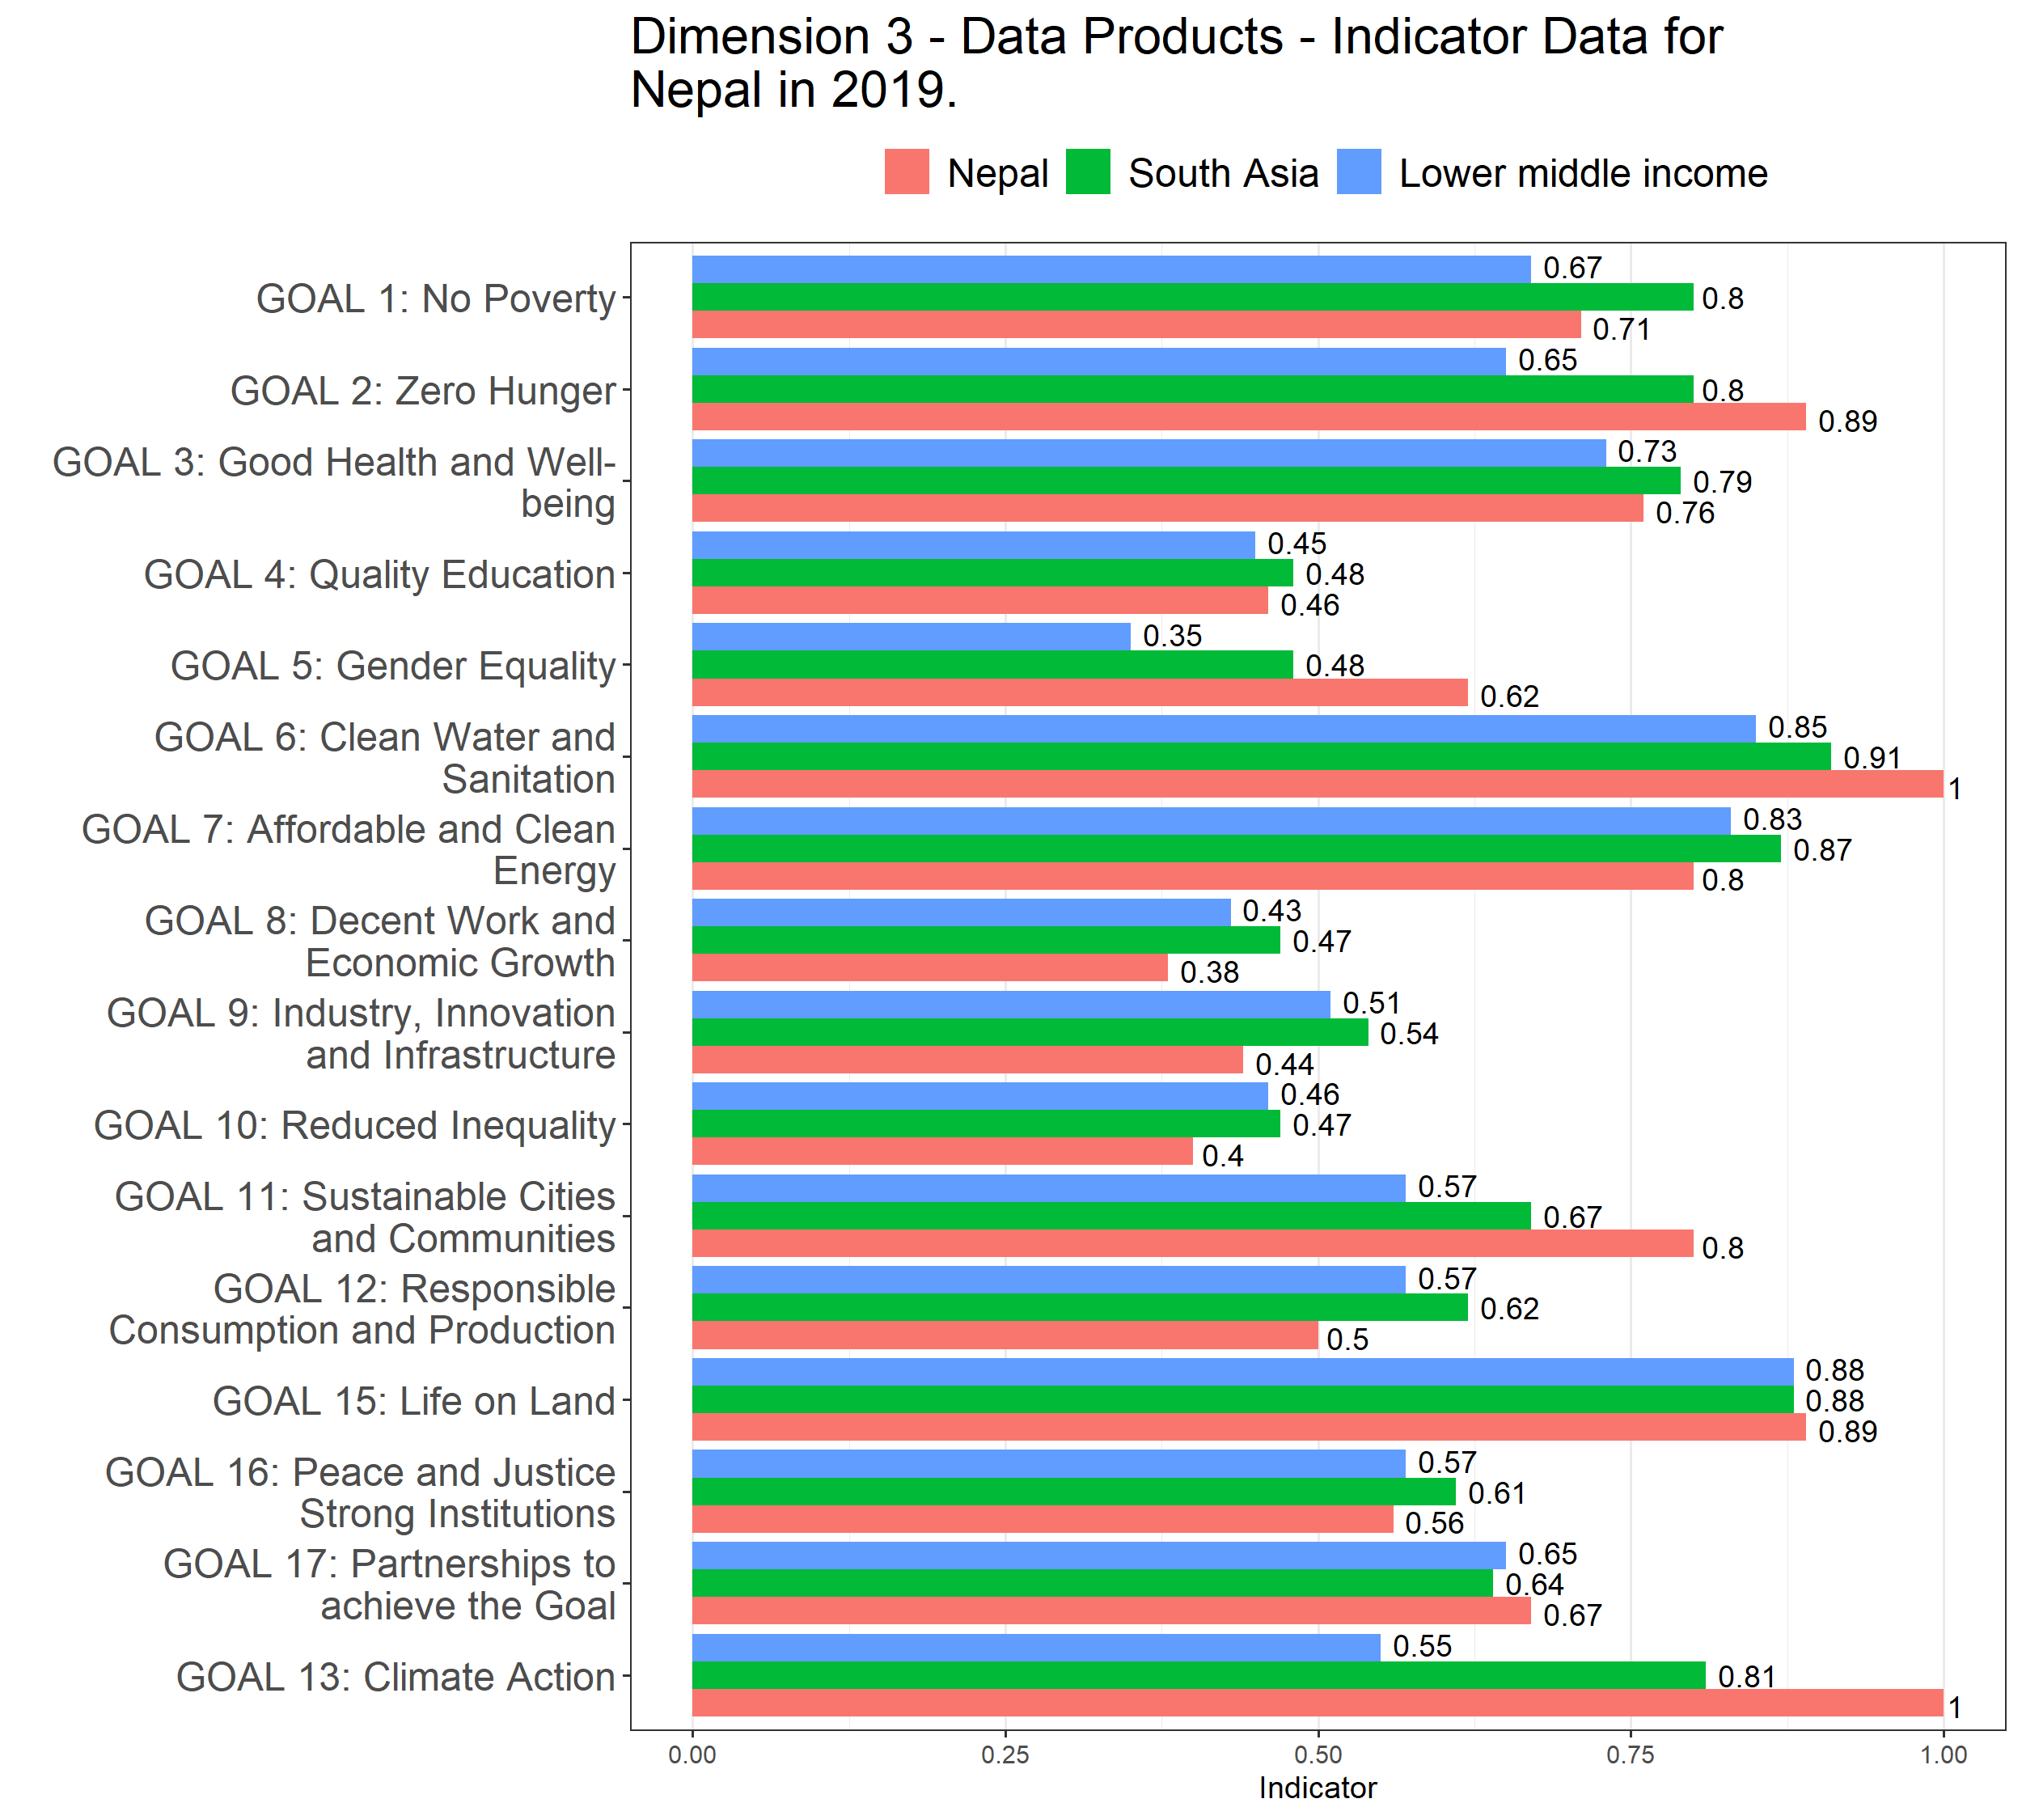 Dimension 3 - Data Products - Indicator Data for
Nepal in 2019.
Nepal
South Asia
Lower middle income
GOAL 1: No Poverty
0.67
0.8
0.71
GOAL 2: Zero Hunger
0.65
0.8
0.89
GOAL 3: Good Health and Well-
being
0.73
0.79
0.76
GOAL 4: Quality Education
0.45
0.48
0.46
GOAL 5: Gender Equality
0.35
0.48
0.62
GOAL 6: Clean Water and
Sanitation
0.85
0.91
1
GOAL 7: Affordable and Clean
Energy
0.83
0.87
0.8
GOAL 8: Decent Work and
Economic Growth
0.43
0.47
0.38
GOAL 9: Industry, Innovation
and Infrastructure
0.51
0.54
0.44
GOAL 10: Reduced Inequality
0.46
0.47
0.4
GOAL 11: Sustainable Cities
and Communities
0.57
0.67
0.8
GOAL 12: Responsible
Consumption and Production
0.57
0.62
0.5
GOAL 15: Life on Land
0.88
0.88
0.89
GOAL 16: Peace and Justice
Strong Institutions
0.57
0.61
0.56
GOAL 17: Partnerships to
achieve the Goal
0.65
0.64
0.67
GOAL 13: Climate Action
0.55
0.81
1
0.00 0.25 0.50 0.75 1.00
Indicator